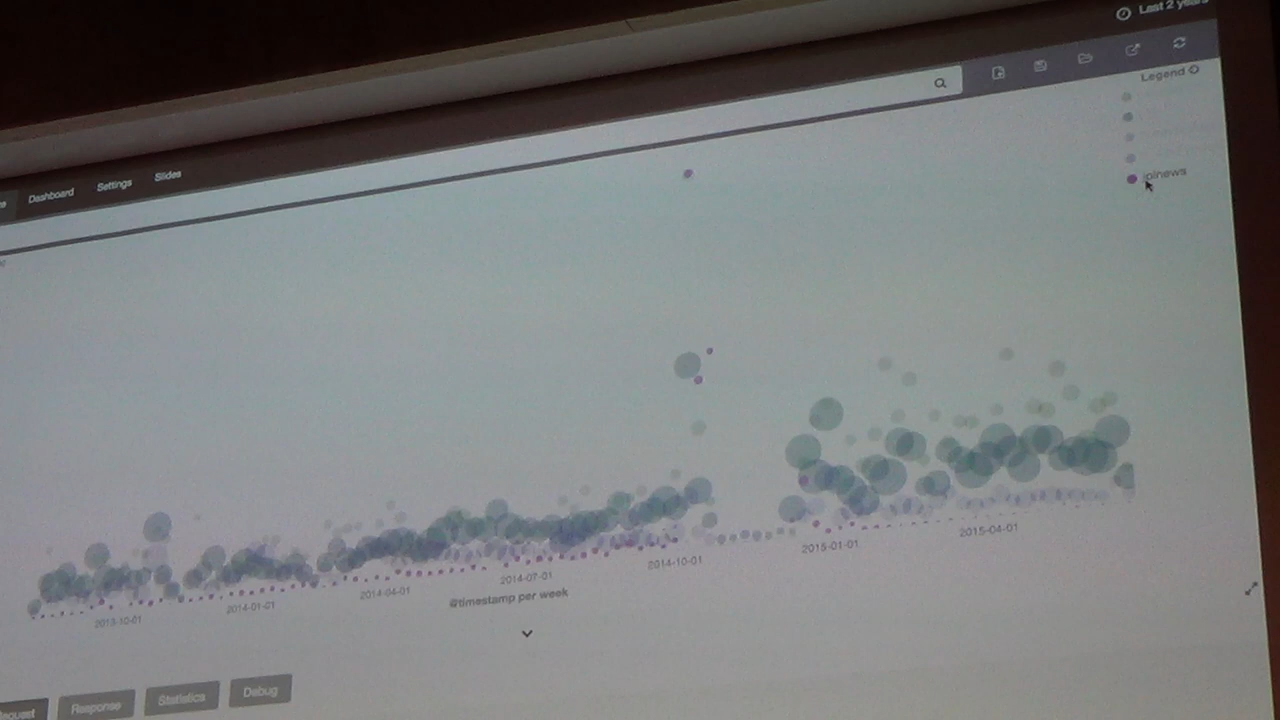 Last 2 years
Legend
Dashboard Settings Slides
plnews
2013-10-01 2014-01-01 2014-04-01 2014-07-01 2014-10-01 2015-01-01 2015-04-01
@timestamp per week
Response Statistics Debug